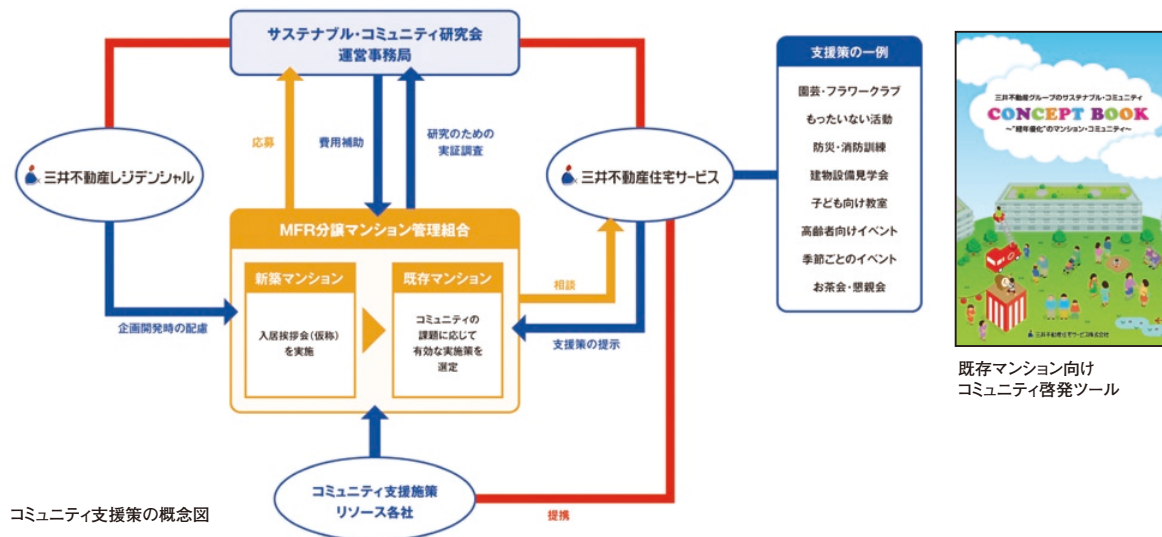 サステナブル・コミュニティ研究会
運営事務局
応募
費用補助
研究のための
実証調査
三井不動産レジデンシャル
三井不動産住宅サービス
MFR分譲マンション管理組合
新築マンション
入居挨拶会(仮称)
を実施
既存マンション
コミュニティの
課題に応じて
有効な実施策を
選定
企画開発時の配慮
相談
支援策の提示
コミュニティ支援施策
リソース各社
提携
コミュニティ支援策の概念図
支援策の一例
園芸・フラワークラブ
もったいない活動
防災・消防訓練
建物設備見学会
子ども向け教室
高齢者向けイベント
季節ごとのイベント
お茶会・懇親会
三井不動産グループのサステナブル・コミュニティ
CONCEPT BOOK
～“経年優化”のマンション・コミュニティ～
三井不動産住宅サービス株式会社
既存マンション向け
コミュニティ啓発ツール